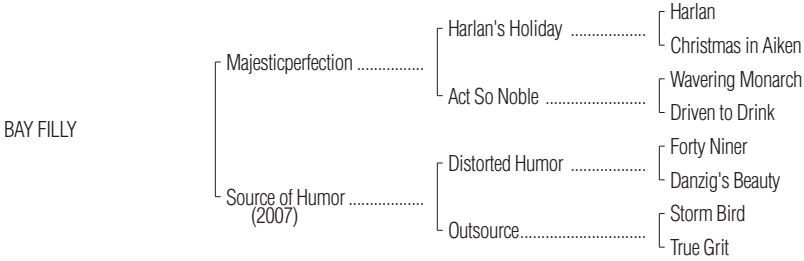 Harlan
Harlan's Holiday ...................
Christmas in Aiken
Majesticperfection ................
Wavering Monarch
Act So Noble .........................
Driven to Drink
BAY FILLY
Forty Niner
Distorted Humor ...................
Danzig's Beauty
Source of Humor ..................
(2007)
Storm Bird
Outsource...............................
True Grit